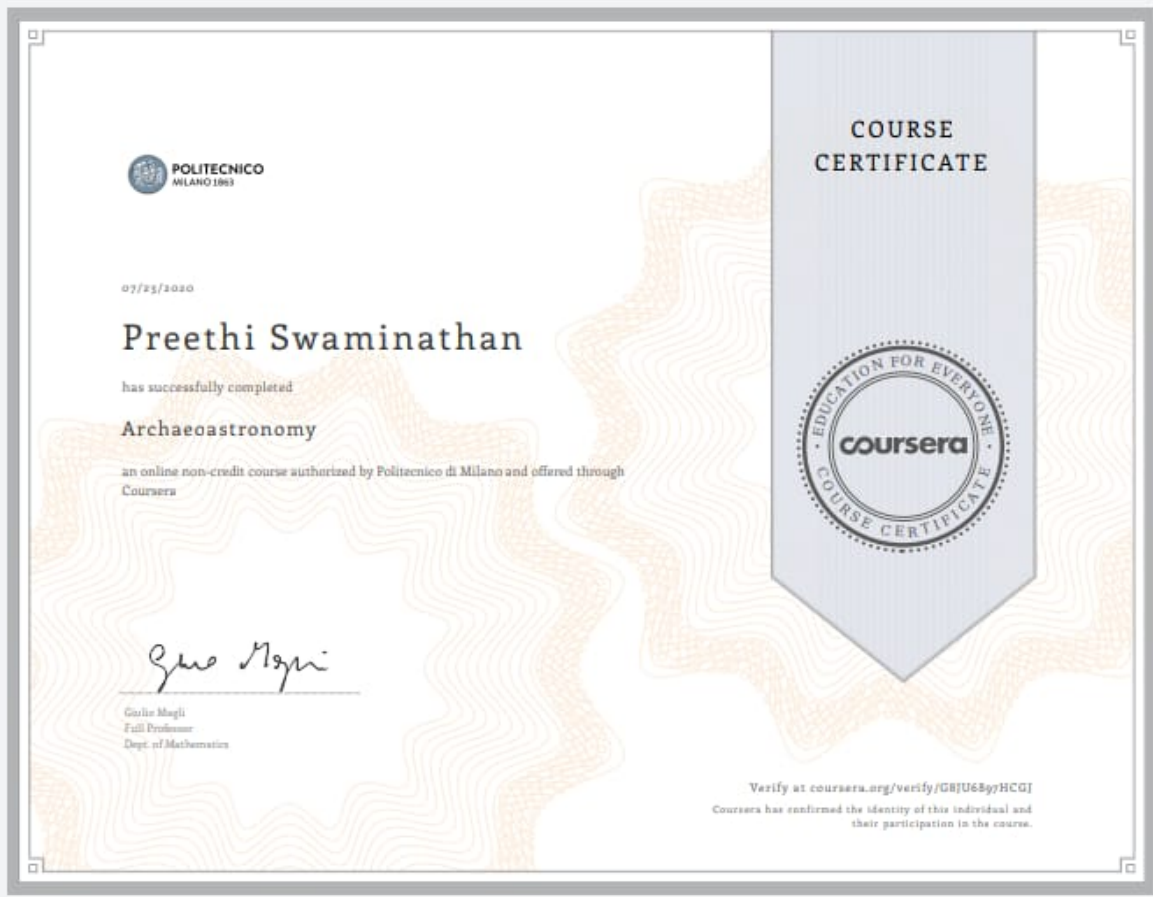 COURSE
CERTIFICATE
POLITECNICO
MILANO 1863
07/23/2020
Preethi Swaminathan
has successfully completed
Archaeoastronomy
an online non-credit course authorized by Politecnico di Milano and offered through
Coursera
EDUCATION FOR EVERYONE
coursera
COURSE CERTIFICATE
Giulio Magli
Full Professor
Dept. of Mathematics
Verify at coursera.org/verify/G8JU6B97HCGJ
Coursera has confirmed the identity of this individual and
their participation in the course.